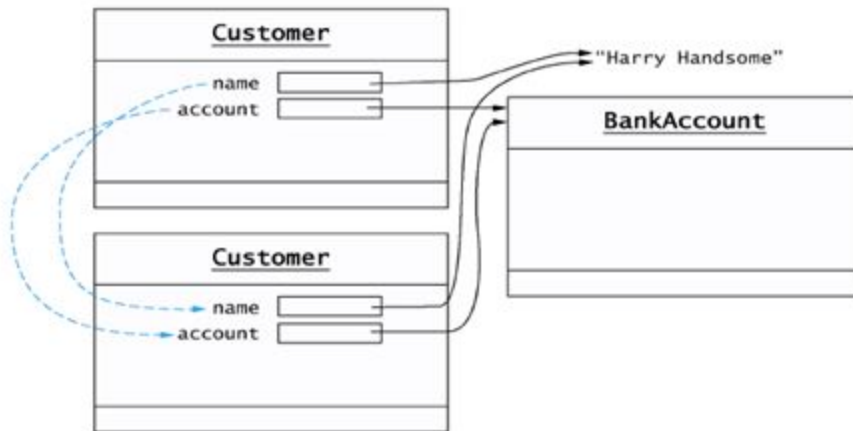 Customer
name
account
"Harry Handsome"
BankAccount
Customer
name
account